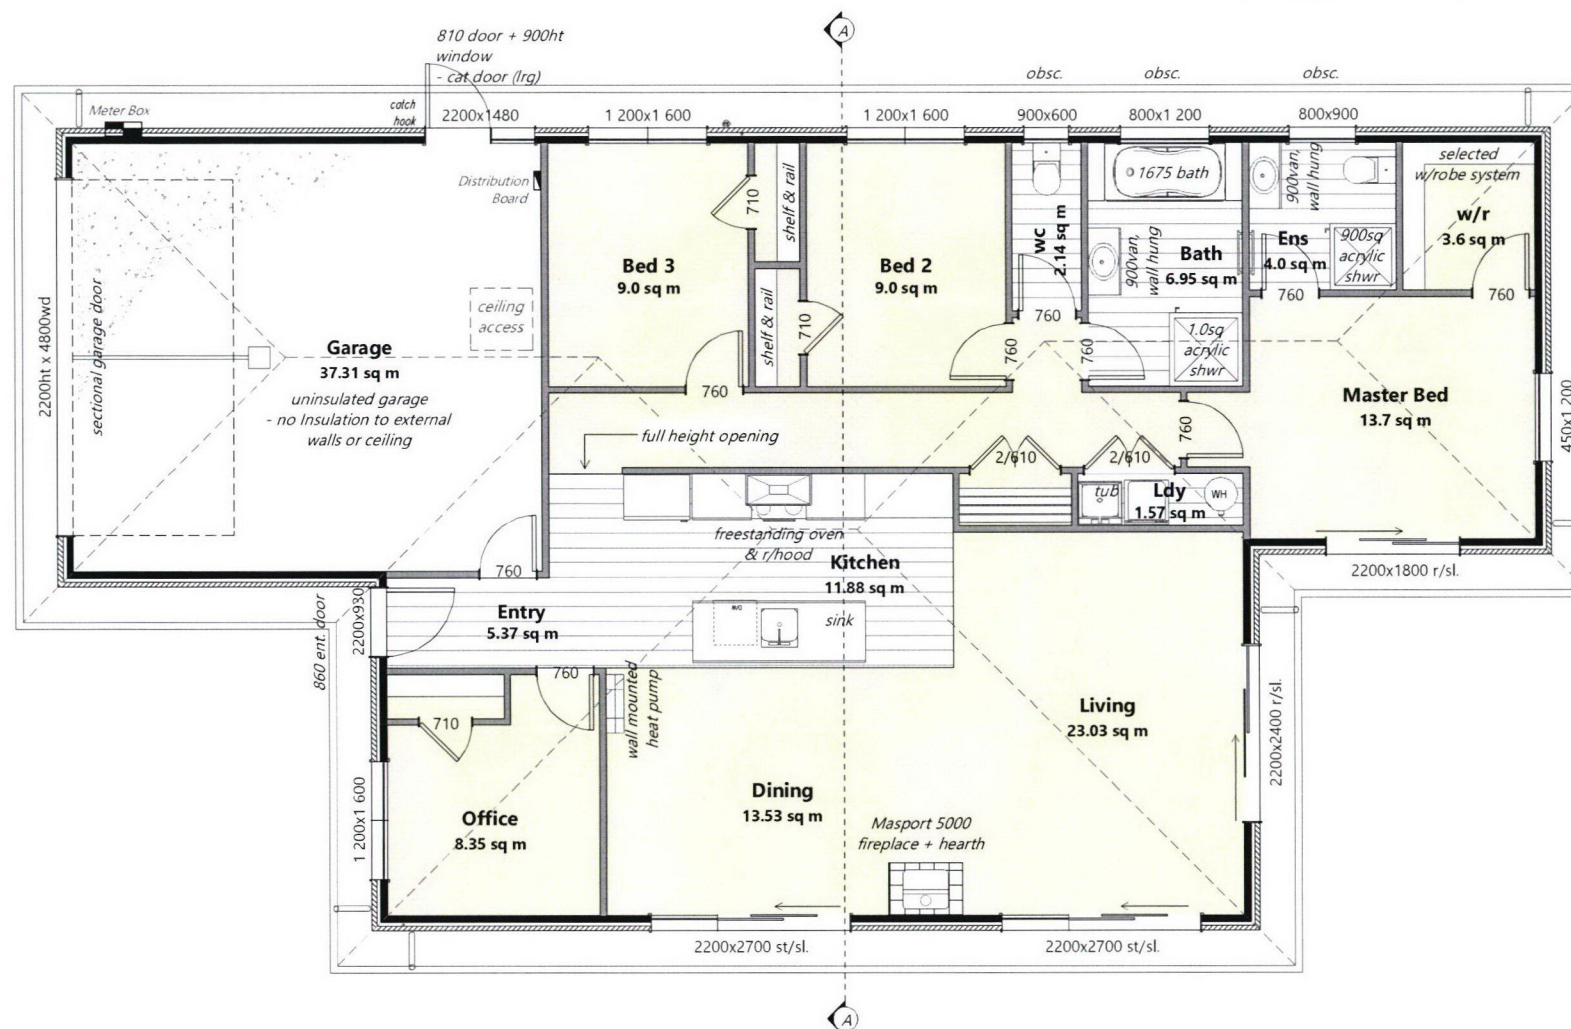 810 door + 900ht
window
- cat door (lrg)
A
obsc.
obsc.
obsc.
Meter Box
catch
hook
2200x1480
1 200x1 600
1 200x1 600
900x600
800x1 200
800x900
Distribution
Board
710
shelf & rail
1675 bath
900van,
wall hung
selected
w/robe system
w/r
3.6 sq m
WC
2.14 sq m
Bed 3
9.0 sq m
Bed 2
9.0 sq m
900van,
wall hung
Bath
6.95 sq m
Ens
4.0 sq m
900sq
acrylic
shwr
760
760
2200ht x 4800wd
sectional garage door
ceiling
access
shelf & rail
710
760
760
760
1.0sq
acrylic
shwr
Garage
37.31 sq m
uninsulated garage
- no Insulation to external
walls or ceiling
760
Master Bed
13.7 sq m
450x1 200
full height opening
2/610
2/610
760
tub
Ldy
1.57 sq m
WH
freestanding oven
& r/hood
Kitchen
11.88 sq m
760
2200x1800 r/sl.
2200x930
860 ent. door
Entry
5.37 sq m
DW
sink
760
710
wall mounted
heat pump
Living
23.03 sq m
2200x2400 r/sl.
1 200x1 600
Office
8.35 sq m
Dining
13.53 sq m
Masport 5000
fireplace + hearth
2200x2700 st/sl.
2200x2700 st/sl.
A